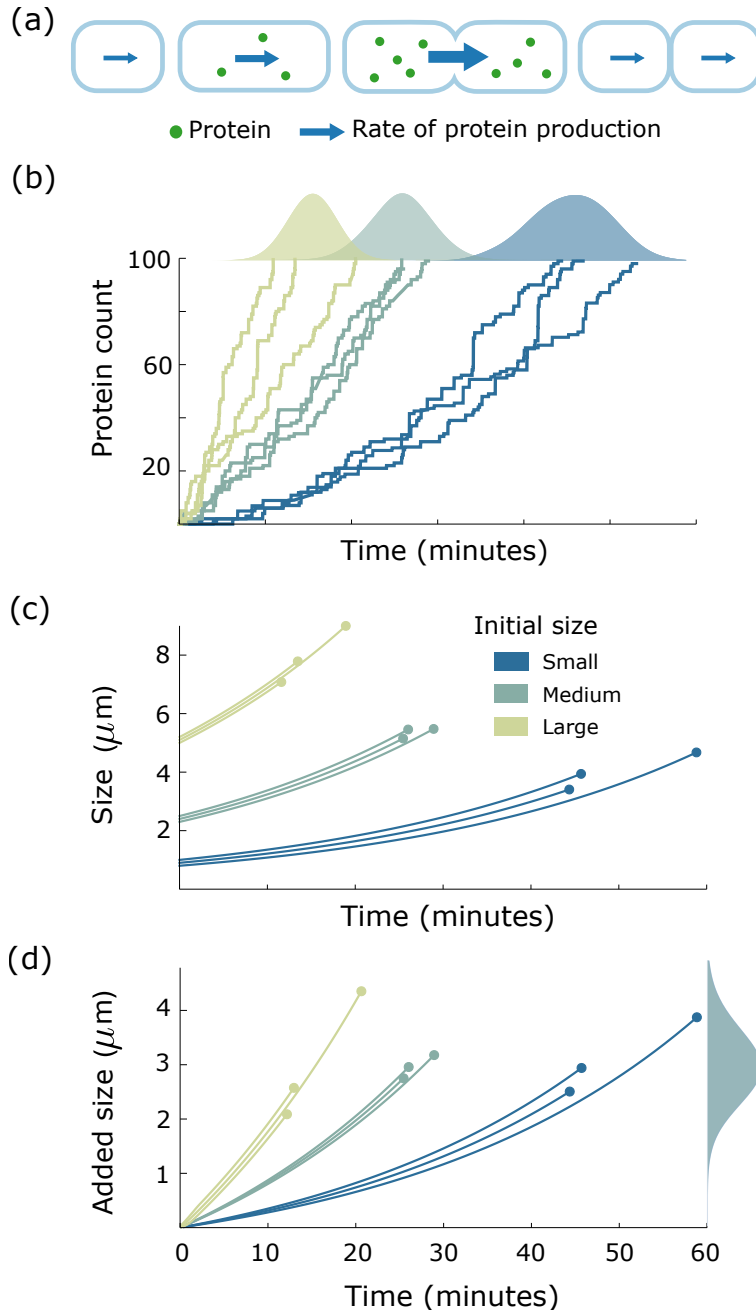 (a)
Protein
Rate of protein production
(b)
Protein count
100
60
20
Time (minutes)
(c)
Size (μm)
8
6
4
2
Initial size
Small
Medium
Large
Time (minutes)
(d)
Added size (μm)
4
3
2
1
0 10 20 30 40 50 60
Time (minutes)